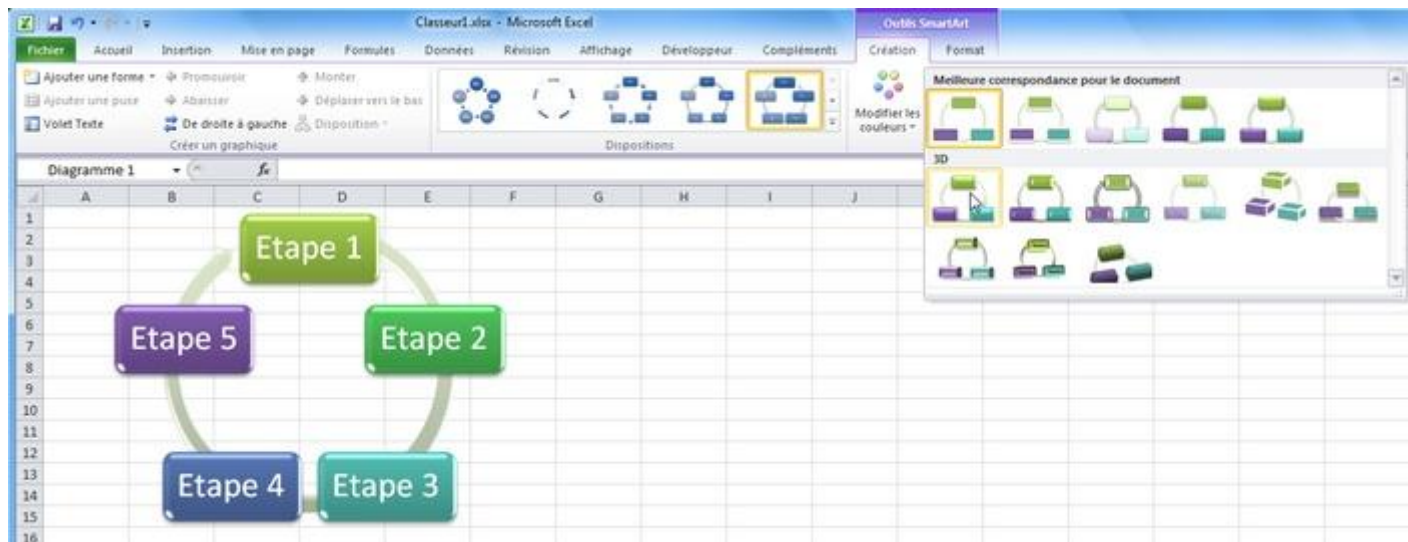 Classeur1.xlsx - Microsoft Excel
Outils SmartArt
Fichier Accueil Insertion Mise en page Formules Données Révision Affichage Développeur Compléments Création Format
Ajouter une forme Promouvoir Monter
Ajouter une puce Abaisser Déplacer vers le bas
Volet Texte De droite à gauche Disposition
Créer un graphique
Dispositions
Modifier les
couleurs
Meilleure correspondance pour le document
3D
Diagramme 1 fx
A B C D E F G H I J
1
2
3
4
5
6
7
8
9
10
11
12
13
14
15
16
Etape 1
Etape 5 Etape 2
Etape 4 Etape 3